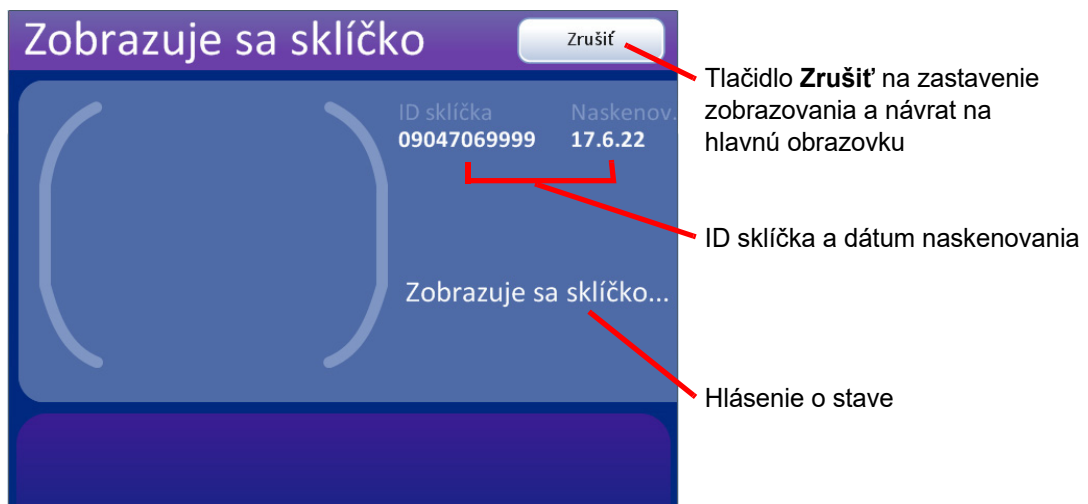 Zobrazuje sa sklíčko
Zrušiť
Tlačidlo Zrušiť na zastavenie
zobrazovania a návrat na
hlavnú obrazovku
ID sklíčka
Naskenov.
09047069999
17.6.22
ID sklíčka a dátum naskenovania
Zobrazuje sa sklíčko...
Hlásenie o stave